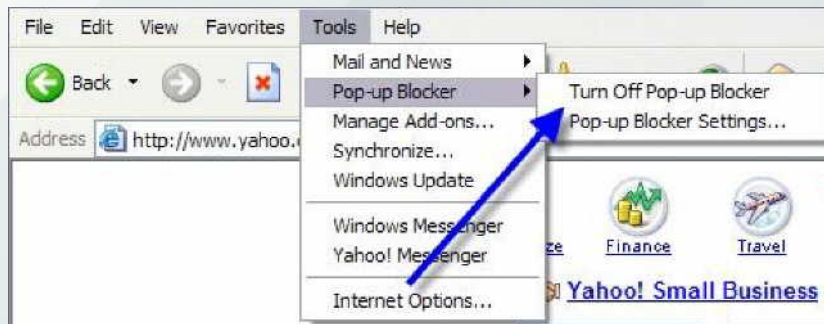 File Edit View Favorites Tools Help
Mail and News
Back
Pop-up Blocker
Turn Off Pop-up Blocker
Manage Add-ons...
Pop-up Blocker Settings...
Address http://www.yahoo.
Synchronize...
Windows Update
Windows Messenger
Yahoo! Messenger
Finance Travel
Internet Options...
Yahoo! Small Business